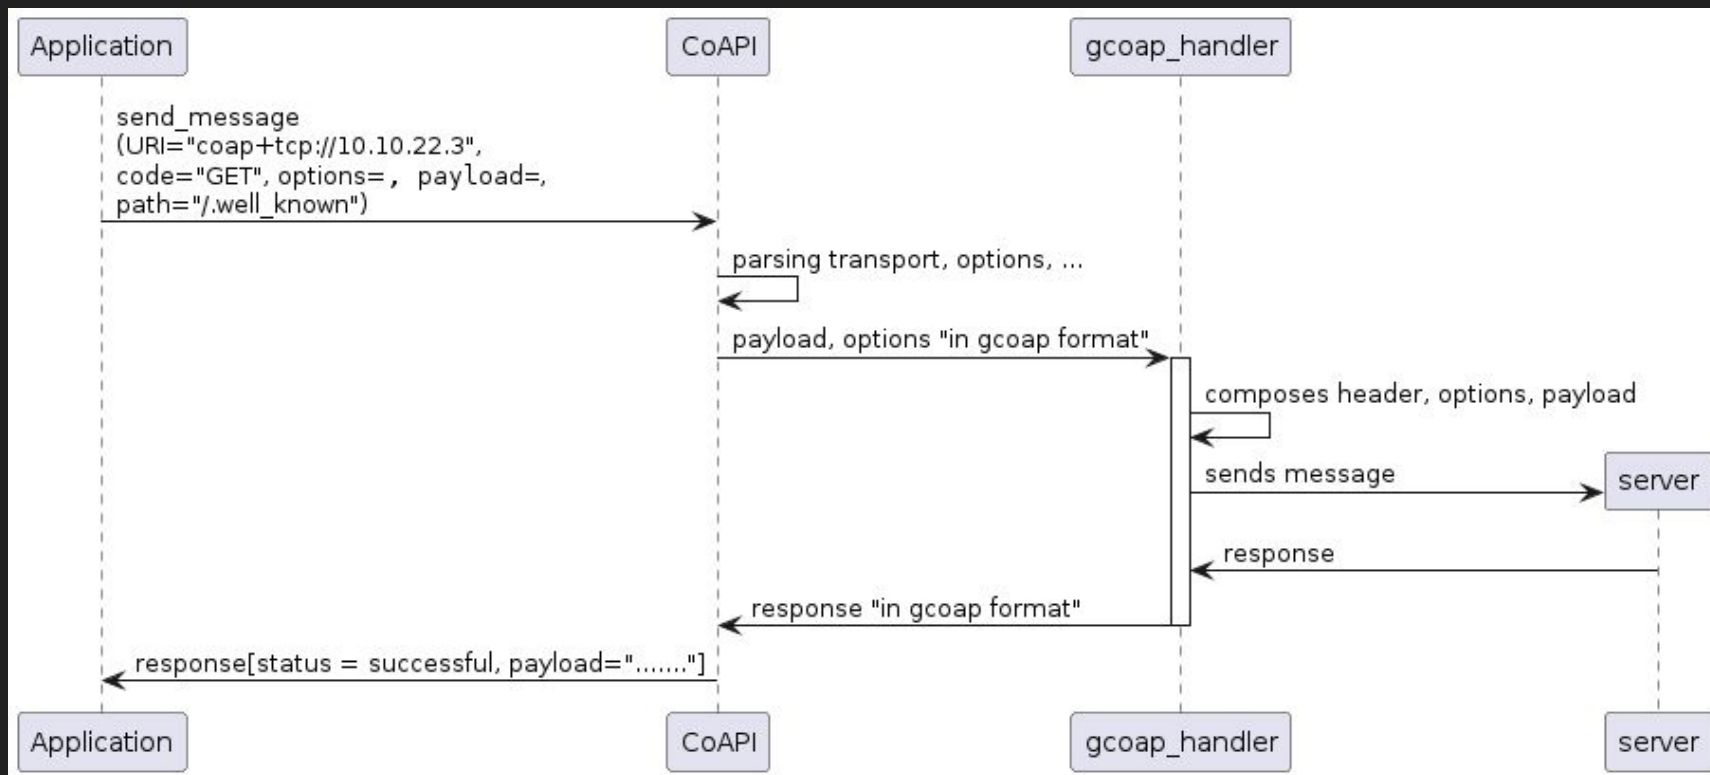 Application
CoAPI
gcoap_handler
send_message
(URI="coap+tcp://10.10.22.3",
code="GET", options=, payload=,
path="/.well_known")
parsing transport, options, ...
payload, options "in gcoap format"
composes header, options, payload
sends message
server
response
response "in gcoap format"
response[status = successful, payload="......."]
Application
CoAPI
gcoap_handler
server